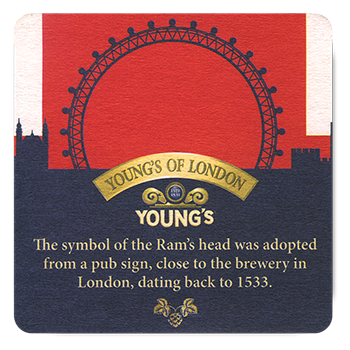 YOUNG'S OF LONDON
YOUNG'S
The symbol of the Ram's head was adopted
from a pub sign, close to the brewery in
London, dating back to 1533.